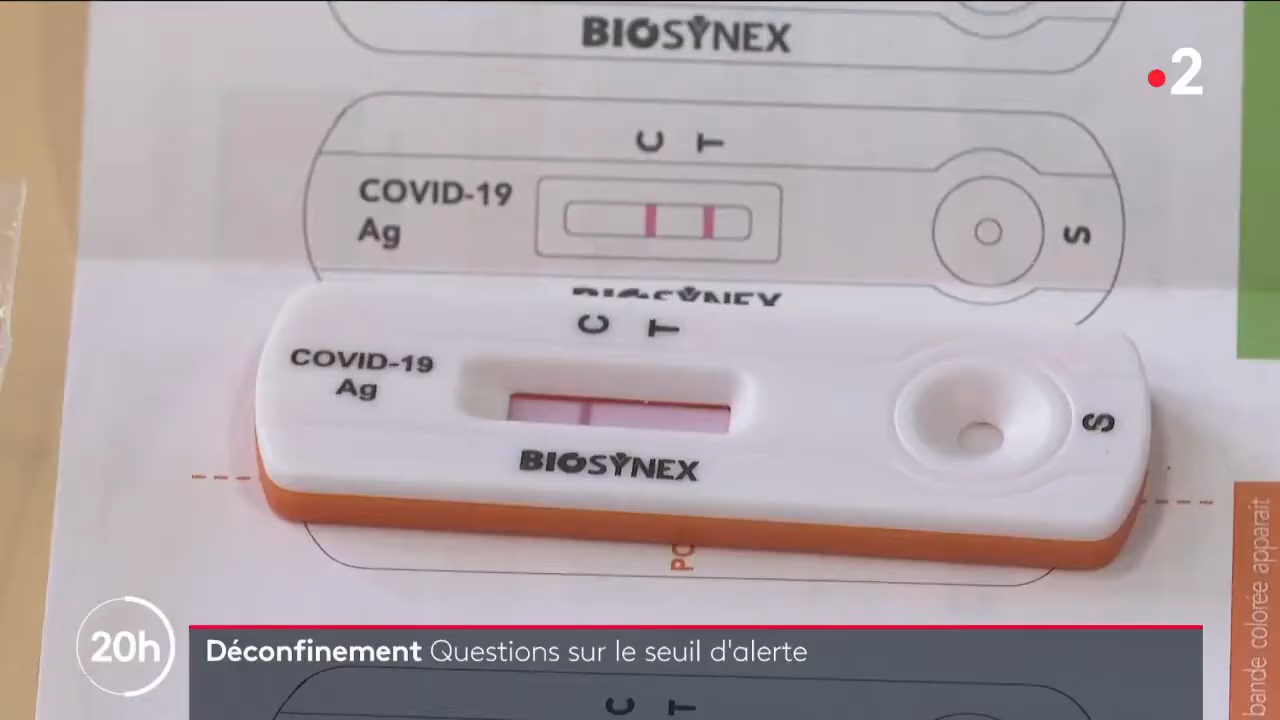 BIOSYNEX
2
C T
COVID-19
Ag
S
BIOSYNEX
C T
COVID-19
Ag
S
BIOSYNEX
bande colorée apparait
20h
Déconfinement Questions sur le seuil d'alerte
C T